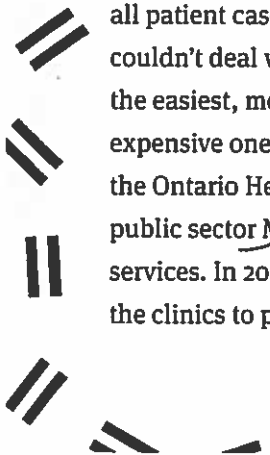 all patient cas
couldn't deal
the easiest, m
expensive one
the Ontario He
public sector
services. In 20
the clinics to p